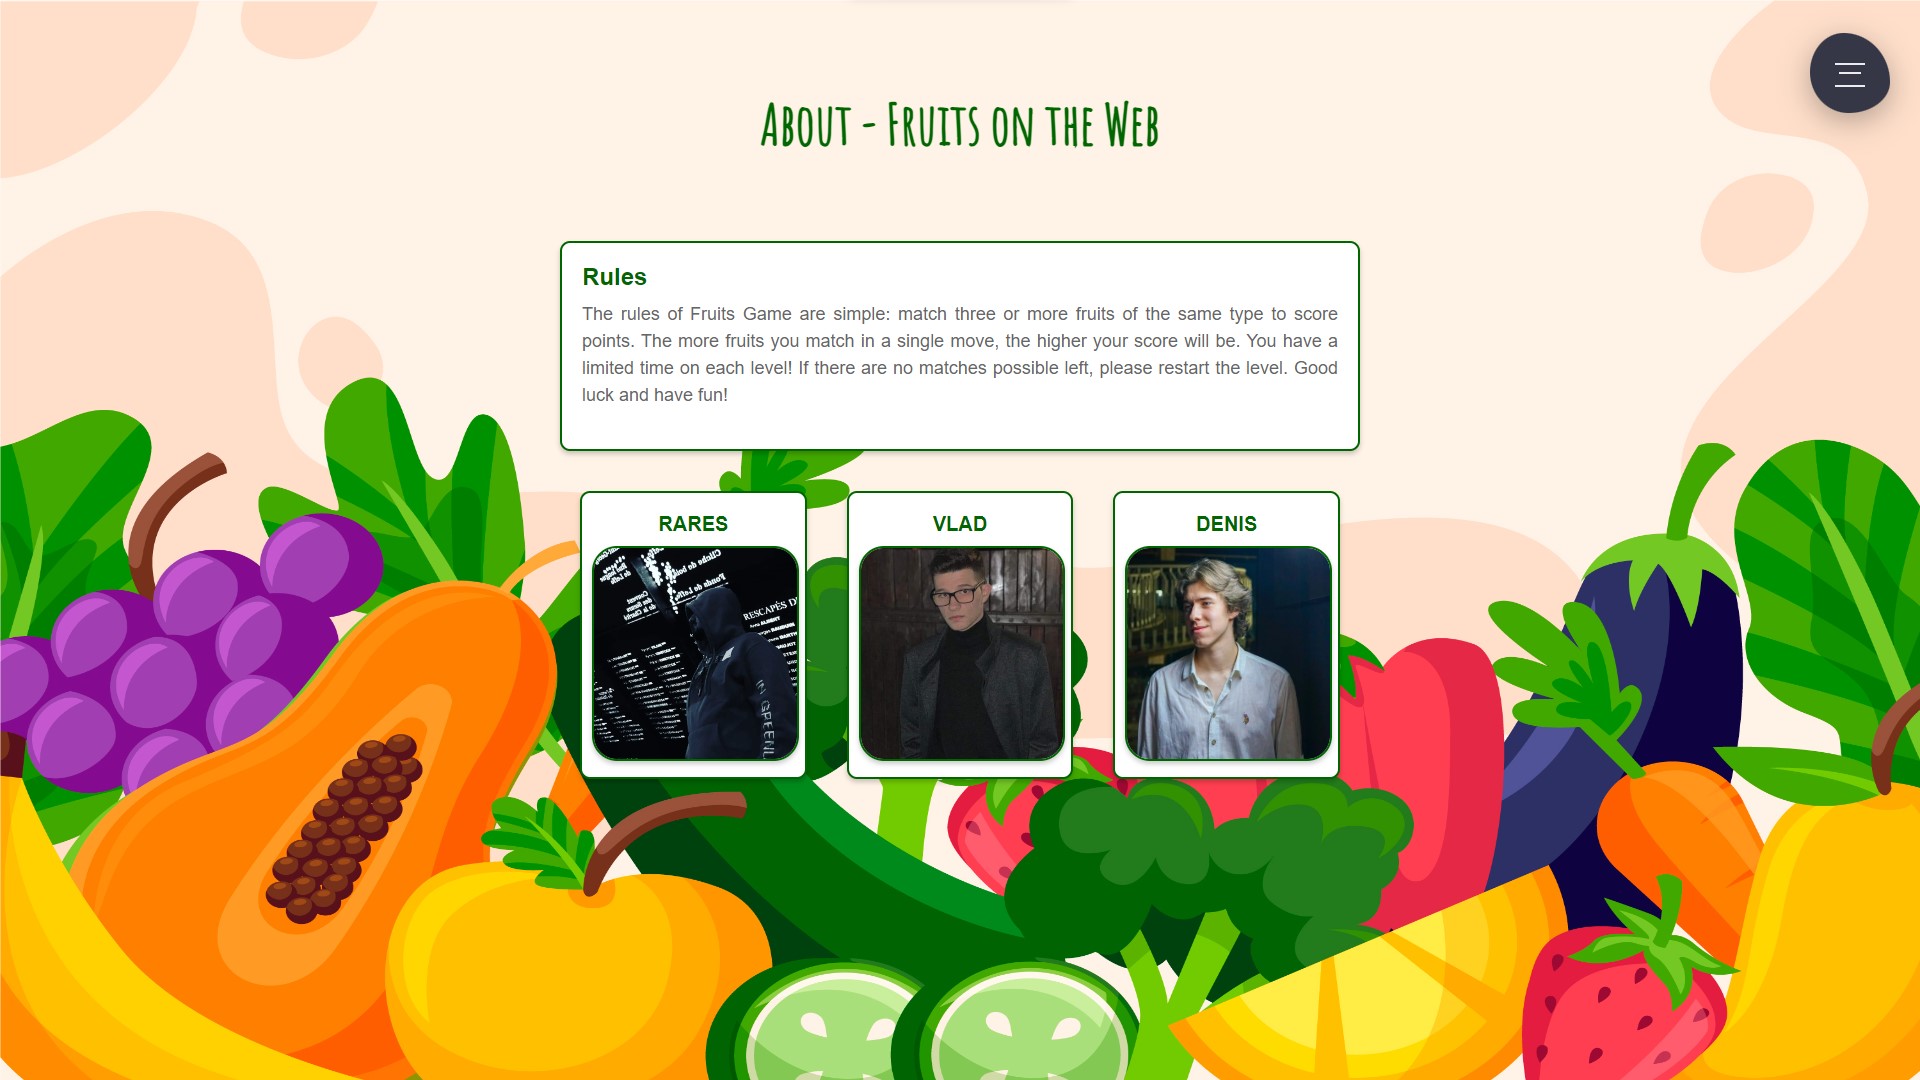 About - Fruits on the Web
Rules
The rules of Fruits Game are simple: match three or more fruits of the same type to score
points. The more fruits you match in a single move, the higher your score will be. You have a
limited time on each level! If there are no matches possible left, please restart the level. Good
luck and have fun!
RARES
VLAD
DENIS
RESCAPÉS D
IN GREENL